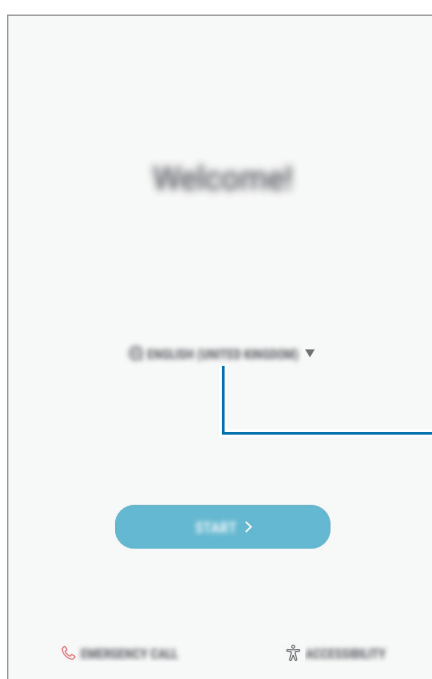 Welcome!
ENGLISH (UNITED KINGDOM)
START
EMERGENCY CALL
ACCESSIBILITY